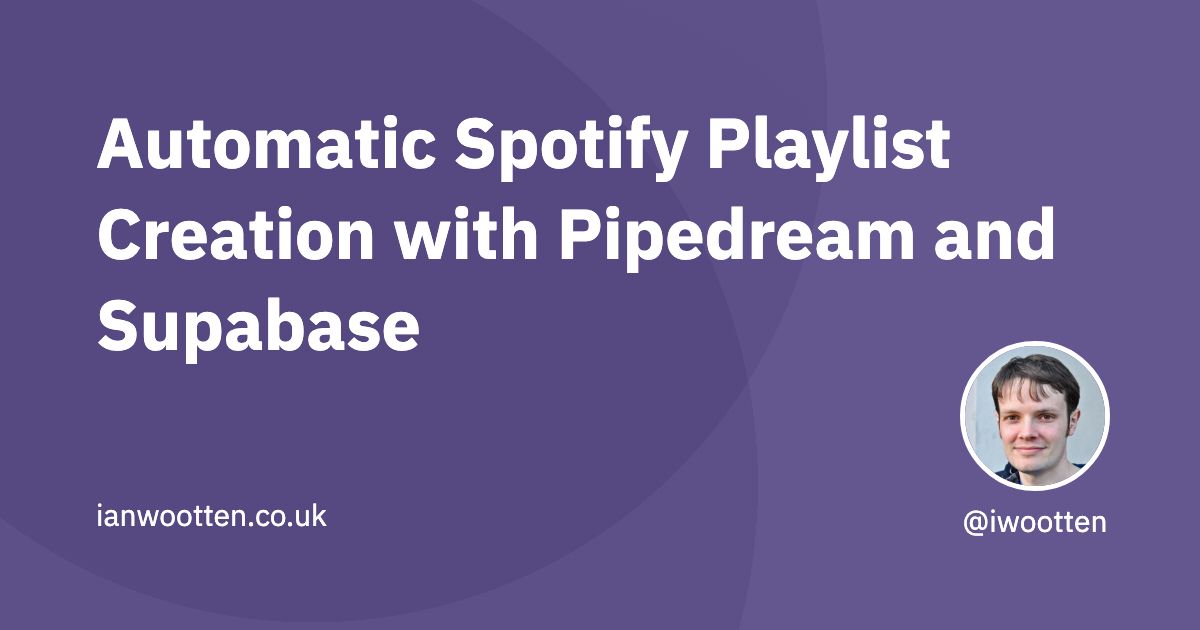 Automatic Spotify Playlist
Creation with Pipedream and
Supabase
ianwootten.co.uk
@iwootten